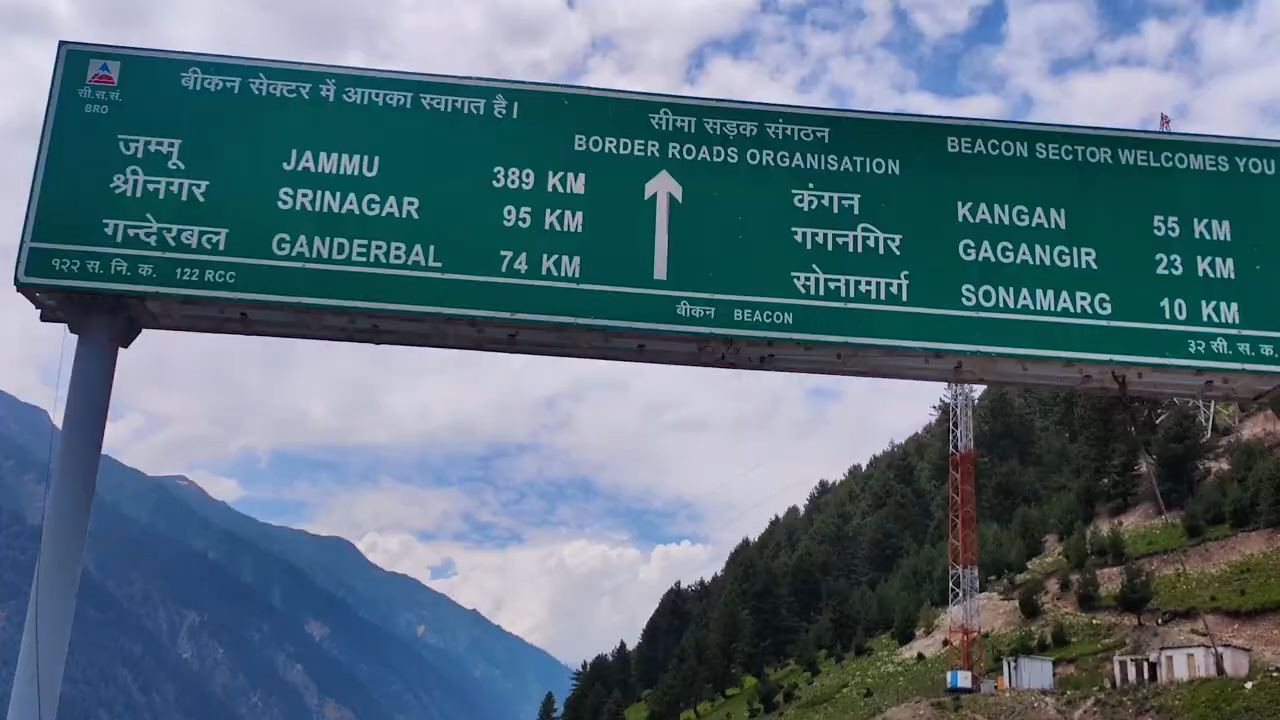 बीकन सेक्टर में आपका स्वागत है।
सी.स.सं.
BRO
सीमा सड़क संगठन
BORDER ROADS ORGANISATION
BEACON SECTOR WELCOMES YOU
जम्मू JAMMU 389 KM
श्रीनगर SRINAGAR 95 KM
गन्देरबल GANDERBAL 74 KM
कंगन KANGAN 55 KM
गगनगिर GAGANGIR 23 KM
सोनामार्ग SONAMARG 10 KM
१२२ स. नि. क. 122 RCC
बीकन BEACON
३२ सी. स. क.